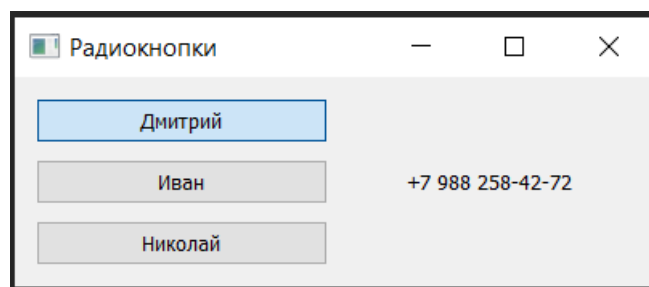 Радиокнопки
Дмитрий
Иван
+7 988 258-42-72
Николай